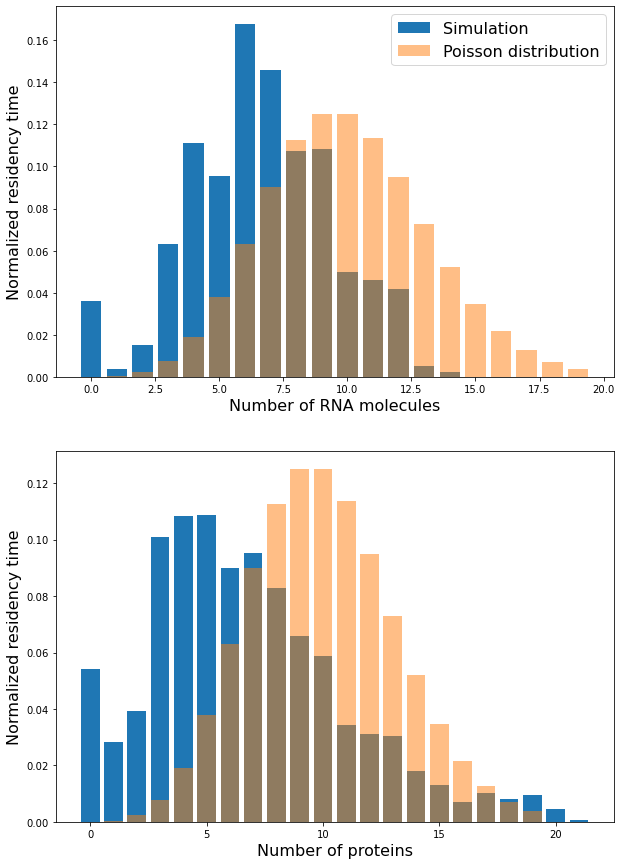 Simulation
Poisson distribution
Normalized residency time
0.16
0.14
0.12
0.10
0.08
0.06
0.04
0.02
0.00
0.0 2.5 5.0 7.5 10.0 12.5 15.0 17.5 20.0
Number of RNA molecules
Normalized residency time
0.12
0.10
0.08
0.06
0.04
0.02
0.00
0 5 10 15 20
Number of proteins